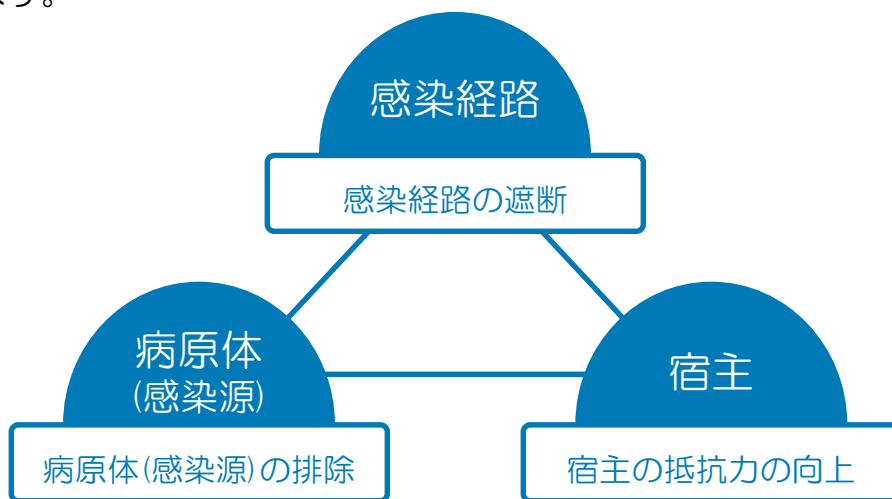 感染経路
感染経路の遮断
病原体
(感染源)
病原体(感染源)の排除
宿主
宿主の抵抗力の向上